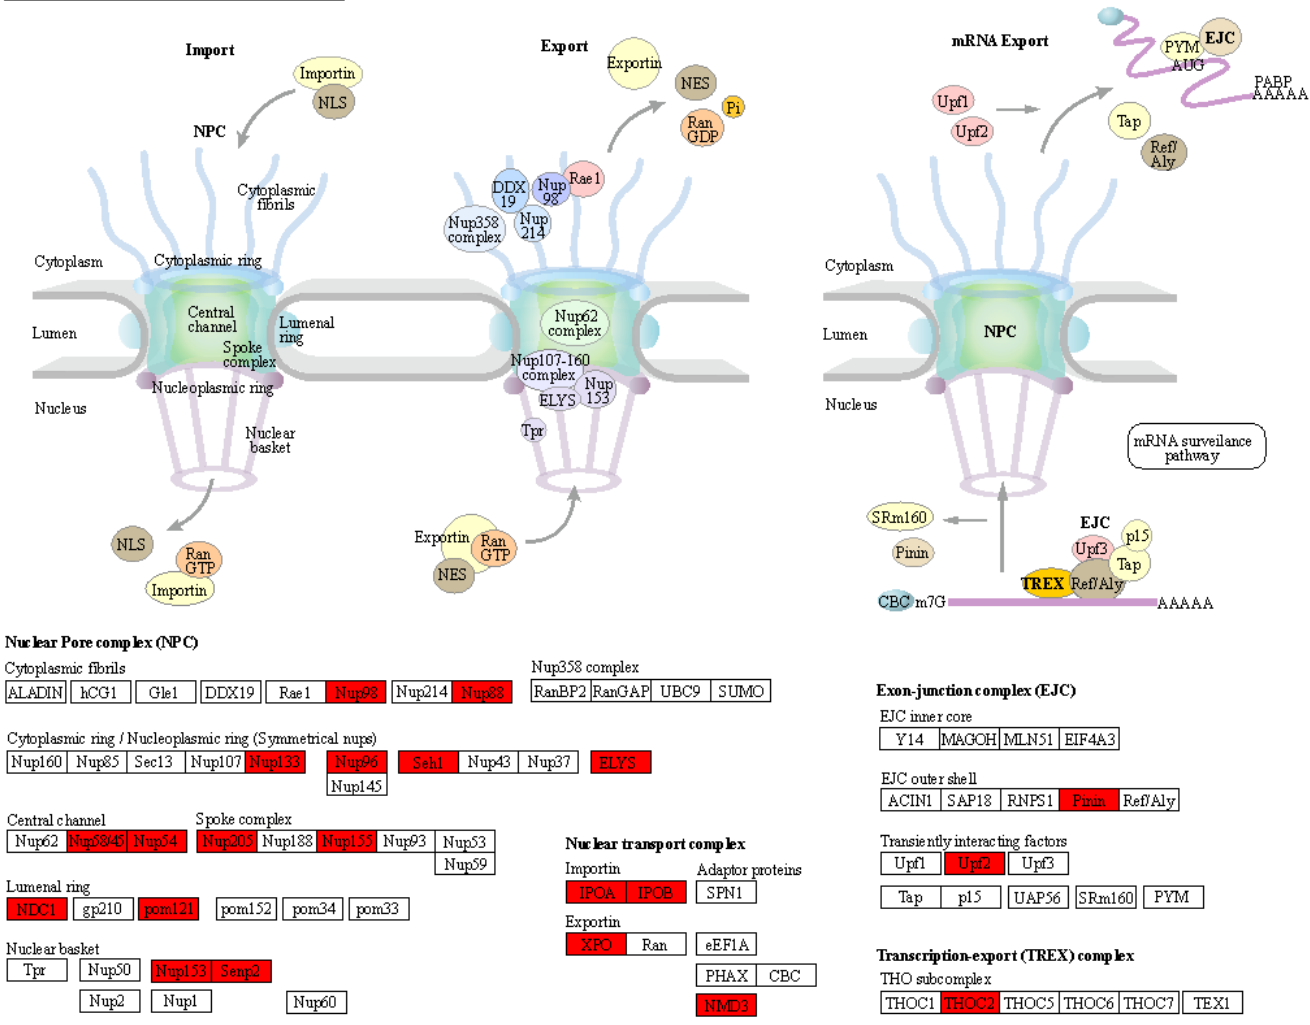 Import
Importin
NLS
NPC
Cytoplasmic
fibrils
Cytoplasm
Cytoplasmic ring
Central
channel
Lumenal
ring
Lumen
Spoke
complex
Nucleoplasmic ring
Nucleus
Nuclear
basket
NLS
Ran
GTP
Importin
Export
Exportin
NES
Pi
Ran
GDP
DDX
19
Nup
98
Rae1
Nup358
complex
Nup
214
Nup62
complex
Nup107-160
complex
Nup
153
ELYS
Tpr
Exportin
Ran
GTP
NES
mRNA Export
PYM
EJC
AUG
PABP
AAAAA
Upf1
Upf2
Tap
Ref/
Aly
Cytoplasm
Lumen
NPC
Nucleus
mRNA surveilance
pathway
SRm160
Pinin
EJC
p15
Upf3
Tap
TREX
Ref/Aly
CBC m7G
AAAAA
Nuclear Pore complex (NPC)
Cytoplasmic fibrils
ALADIN hCG1 Gle1 DDX19 Rae1 Nup98 Nup214 Nup88
Nup358 complex
RanBP2 RanGAP UBC9 SUMO
Cytoplasmic ring / Nucleoplasmic ring (Symmetrical nups)
Nup160 Nup85 Sec13 Nup107 Nup133 Nup96 Seh1 Nup43 Nup37 ELYS
Nup145
Central channel
Nup62 Nup58/45 Nup54
Spoke complex
Nup205 Nup188 Nup155 Nup93 Nup53
Nup59
Lumenal ring
NDC1 gp210 pom121 pom152 pom34 pom33
Nuclear basket
Tpr Nup50 Nup153 Senp2
Nup2 Nup1 Nup60
Nuclear transport complex
Importin
IPOA IPOB
Adaptor proteins
SPN1
Exportin
XPO Ran eEF1A
PHAX CBC
NMD3
Exon-junction complex (EJC)
EJC inner core
Y14 MAGOH MLN51 EIF4A3
EJC outer shell
ACIN1 SAP18 RNPS1 Pinin Ref/Aly
Transiently interacting factors
Upf1 Upf2 Upf3
Tap p15 UAP56 SRm160 PYM
Transcription-export (TREX) complex
THO subcomplex
THOC1 THOC2 THOC5 THOC6 THOC7 TEX1